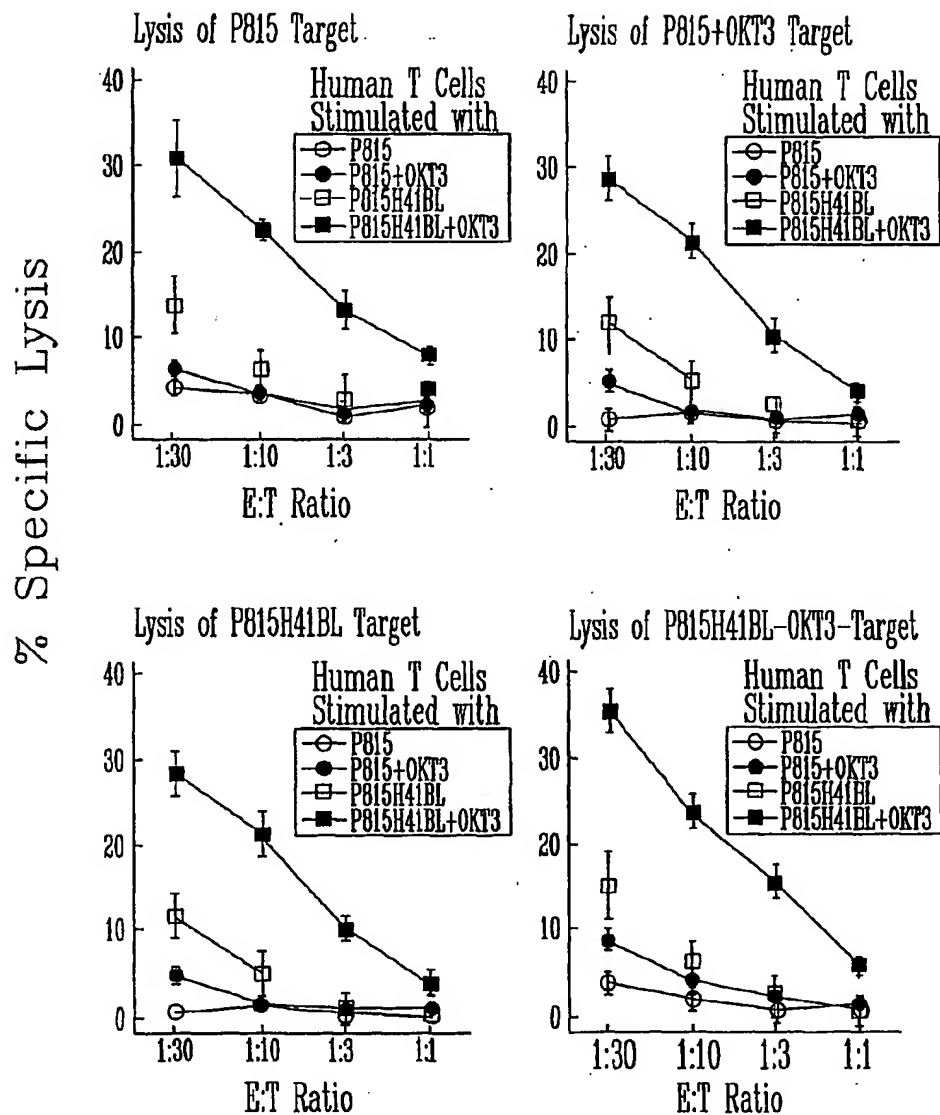 % Specific Lysis
Lysis of P815 Target
40
30
20
10
0
Human T Cells
Stimulated with
P815
P815+OKT3
P815H41BL
P815H41BL+OKT3
1:30 1:10 1:3 1:1
E:T Ratio
Lysis of P815+OKT3 Target
40
30
20
10
0
Human T Cells
Stimulated with
P815
P815+OKT3
P815H41BL
P815H41BL+OKT3
1:30 1:10 1:3 1:1
E:T Ratio
Lysis of P815H41BL Target
40
30
20
10
0
Human T Cells
Stimulated with
P815
P815+OKT3
P815H41BL
P815H41BL+OKT3
1:30 1:10 1:3 1:1
E:T Ratio
Lysis of P815H41BL-OKT3-Target
40
30
20
10
0
Human T Cells
Stimulated with
P815
P815+OKT3
P815H41BL
P815H41BL+OKT3
1:30 1:10 1:3 1:1
E:T Ratio